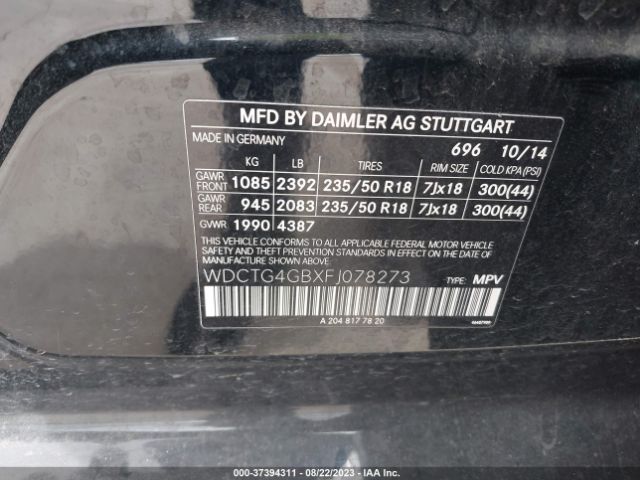 MFD BY DAIMLER AG STUTTGART
MADE IN GERMANY 696 10/14
KG LB TIRES RIM SIZE COLD KPA (PSI)
GAWR FRONT 1085 2392 235/50 R18 7Jx18 300(44)
GAWR REAR 945 2083 235/50 R18 7Jx18 300(44)
GVWR 1990 4387
THIS VEHICLE CONFORMS TO ALL APPLICABLE FEDERAL MOTOR VEHICLE
SAFETY AND THEFT PREVENTION STANDARDS IN EFFECT ON THE DATE OF
MANUFACTURE SHOWN ABOVE.
WDCTG4GBXFJ078273 TYPE: MPV
A 204 817 78 20
000-37394311 - 08/22/2023 - IAA Inc.